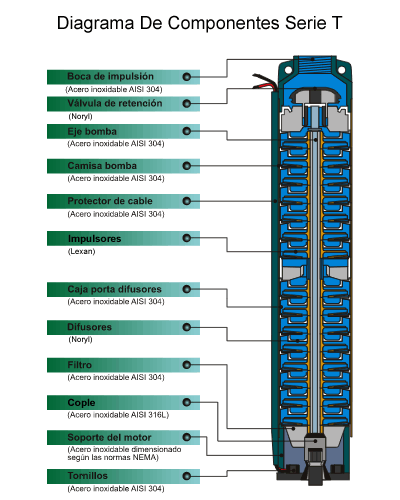 Diagrama De Componentes Serie T
Boca de impulsión
(Acero inoxidable AISI 304)
Válvula de retención
(Noryl)
Eje bomba
(Acero inoxidable AISI 304)
Camisa bomba
(Acero inoxidable AISI 304)
Protector de cable
(Acero inoxidable AISI 304)
Impulsores
(Lexan)
Caja porta difusores
(Acero inoxidable AISI 304)
Difusores
(Noryl)
Filtro
(Acero inoxidable AISI 304)
Cople
(Acero inoxidable AISI 316L)
Soporte del motor
(Acero inoxidable dimensionado
según las normas NEMA)
Tornillos
(Acero inoxidable AISI 304)